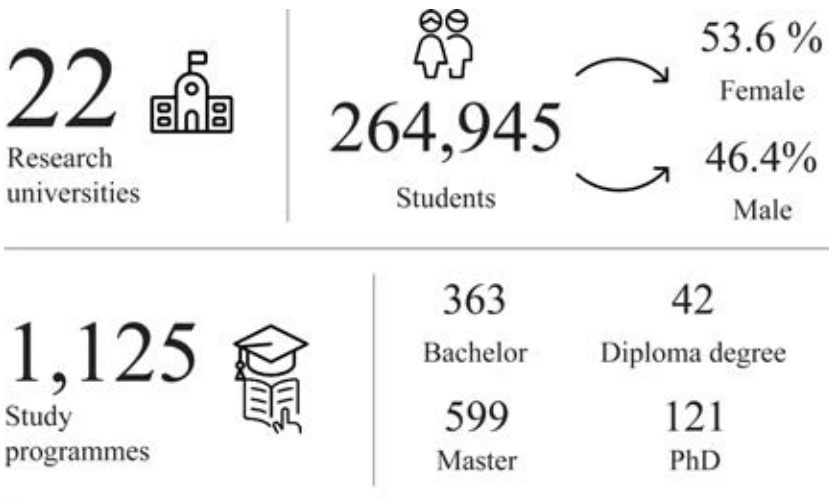 22
Research
universities
264,945
Students
53.6 %
Female
46.4%
Male
1,125
Study
programmes
363
Bachelor
42
Diploma degree
599
Master
121
PhD